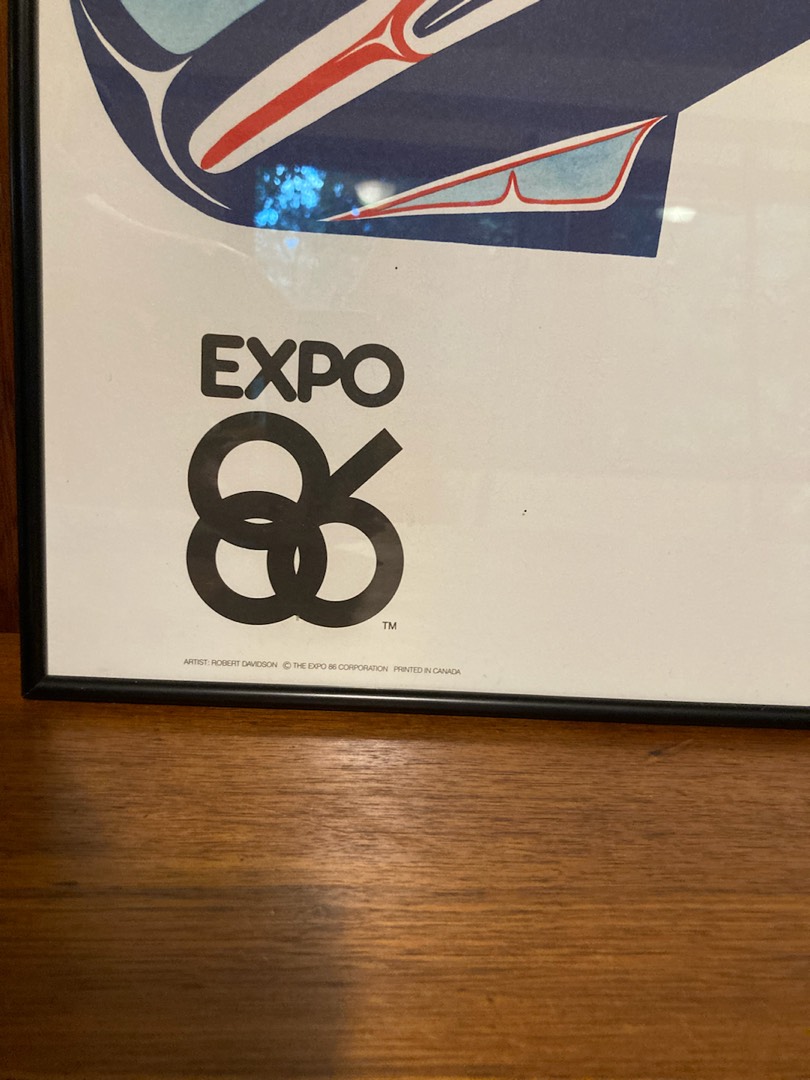 EXPO
86
TM
ARTIST: ROBERT DAVIDSON © THE EXPO 86 CORPORATION PRINTED IN CANADA